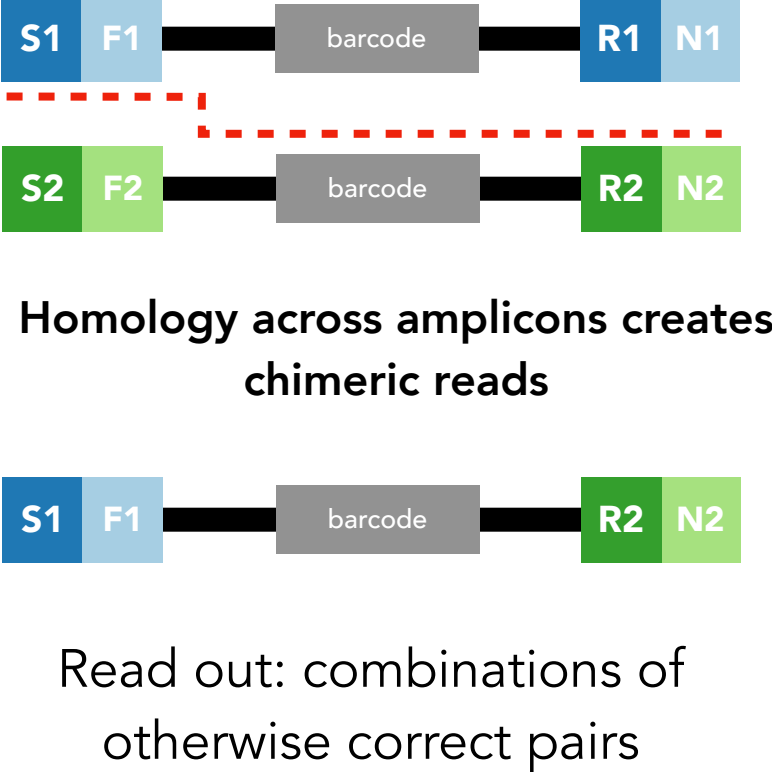 S1 F1 barcode R1 N1
S2 F2 barcode R2 N2
Homology across amplicons creates
chimeric reads
S1 F1 barcode R2 N2
Read out: combinations of
otherwise correct pairs